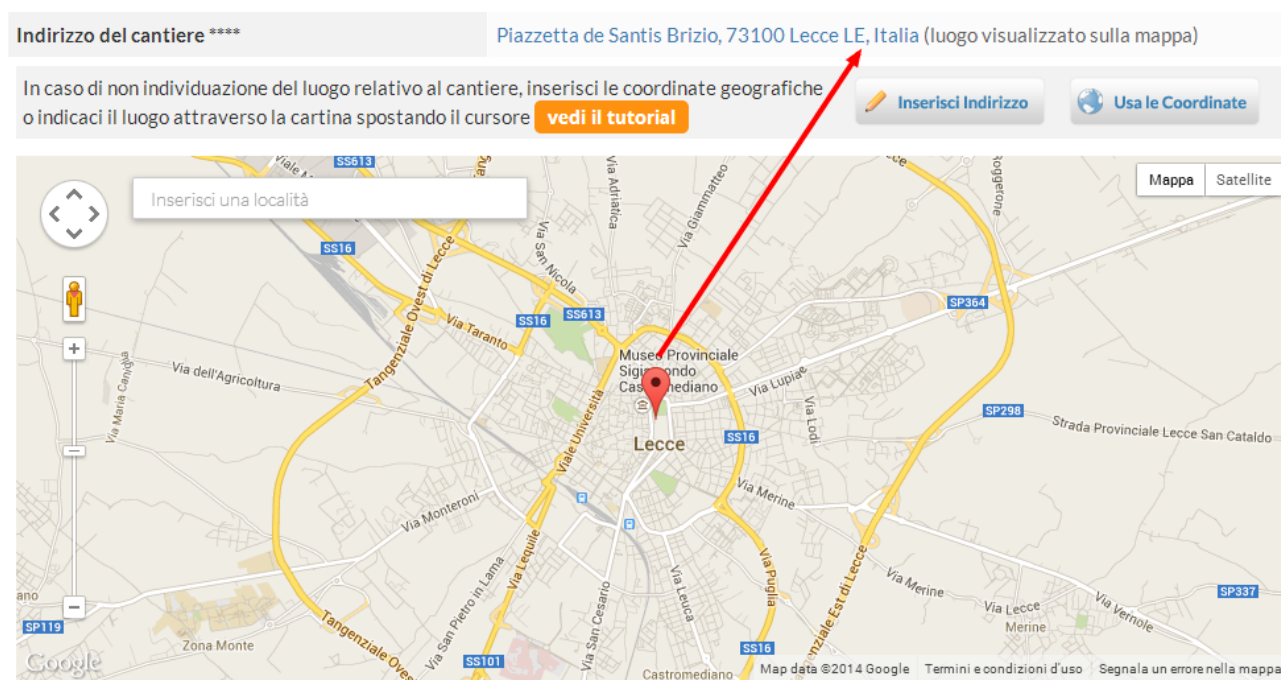 Indirizzo del cantiere ****
Piazzetta de Santis Brizio, 73100 Lecce LE, Italia (luogo visualizzato sulla mappa)
In caso di non individuazione del luogo relativo al cantiere, inserisci le coordinate geografiche
o indicaci il luogo attraverso la cartina spostando il cursore vedi il tutorial
Inserisci Indirizzo
Usa le Coordinate
Inserisci una località
Mappa
Satellite
SS613
Via Adriatica
Via Giammatteo
Roggerone
Via San Nicola
SS16
Tangenziale Ovest di Lecce
SP364
SS16
SS613
Via Taranto
Museo Provinciale
Sigismondo
Castromediano
Via Maria Caniglia
Via dell'Agricoltura
Via Lupiae
Via Lodi
SP298
Strada Provinciale Lecce San Cataldo
Viale Università
Lecce
SS16
Via Merine
Via Monteroni
Via Lequile
Via San Pietro in Lama
Via San Cesario
Via Leuca
Via Puglia
Via Merine
Via Lecce
Merine
Via Vernole
SP337
SP119
Zona Monte
SS101
SS16
Castromediano
Google
Map data ©2014 Google
Termini e condizioni d'uso
Segnala un errore nella mappa